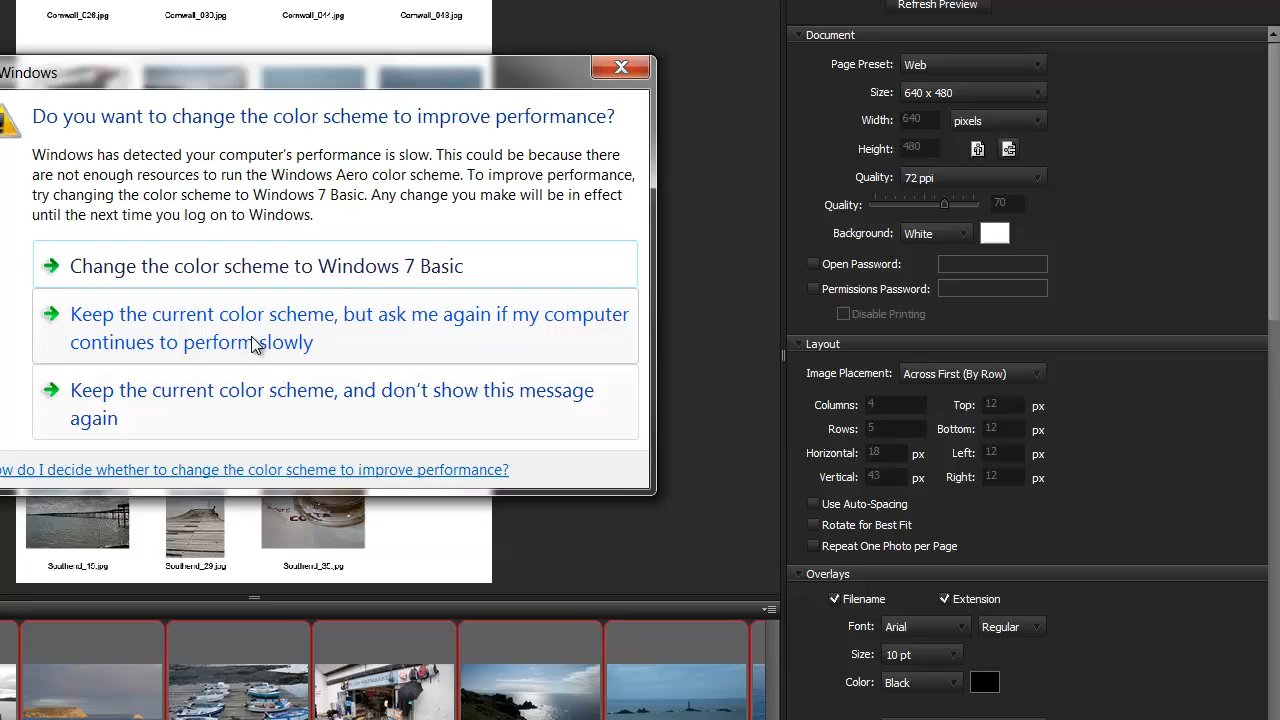 Cornwall_026.jpg Cornwall_030.jpg Cornwall_044.jpg Cornwall_048.jpg
Windows
Do you want to change the color scheme to improve performance?
Windows has detected your computer's performance is slow. This could be because there
are not enough resources to run the Windows Aero color scheme. To improve performance,
try changing the color scheme to Windows 7 Basic. Any change you make will be in effect
until the next time you log on to Windows.
Change the color scheme to Windows 7 Basic
Keep the current color scheme, but ask me again if my computer
continues to perform slowly
Keep the current color scheme, and don't show this message
again
ow do I decide whether to change the color scheme to improve performance?
Southend_15.jpg Southend_29.jpg Southend_35.jpg
Refresh Preview
Document
Page Preset: Web
Size: 640 x 480
Width: 640 pixels
Height: 480
Quality: 72 ppi
Quality: 70
Background: White
Open Password:
Permissions Password:
Disable Printing
Layout
Image Placement: Across First (By Row)
Columns: 4 Top: 12 px
Rows: 5 Bottom: 12 px
Horizontal: 18 px Left: 12 px
Vertical: 43 px Right: 12 px
Use Auto-Spacing
Rotate for Best Fit
Repeat One Photo per Page
Overlays
Filename Extension
Font: Arial Regular
Size: 10 pt
Color: Black